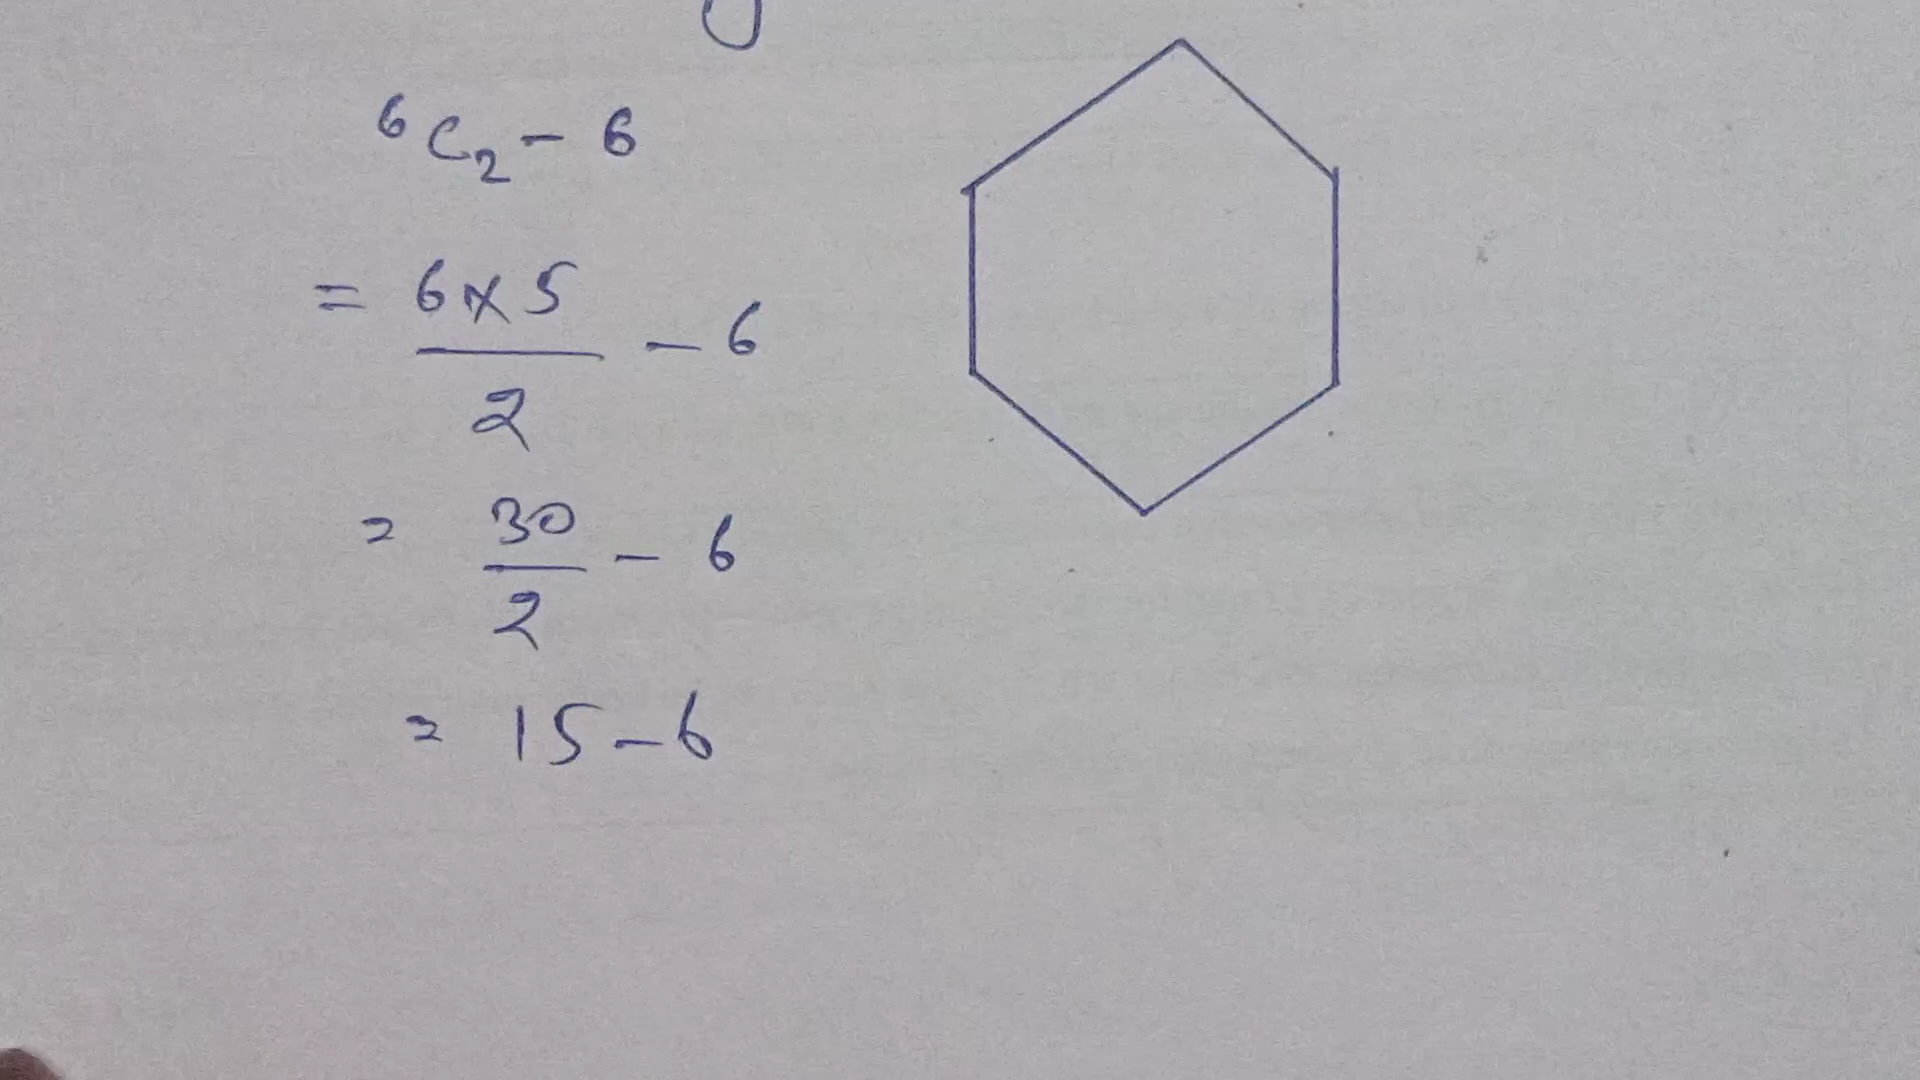 ⁶C₂ - 6
= 6×5/2 - 6
= 30/2 - 6
= 15 - 6